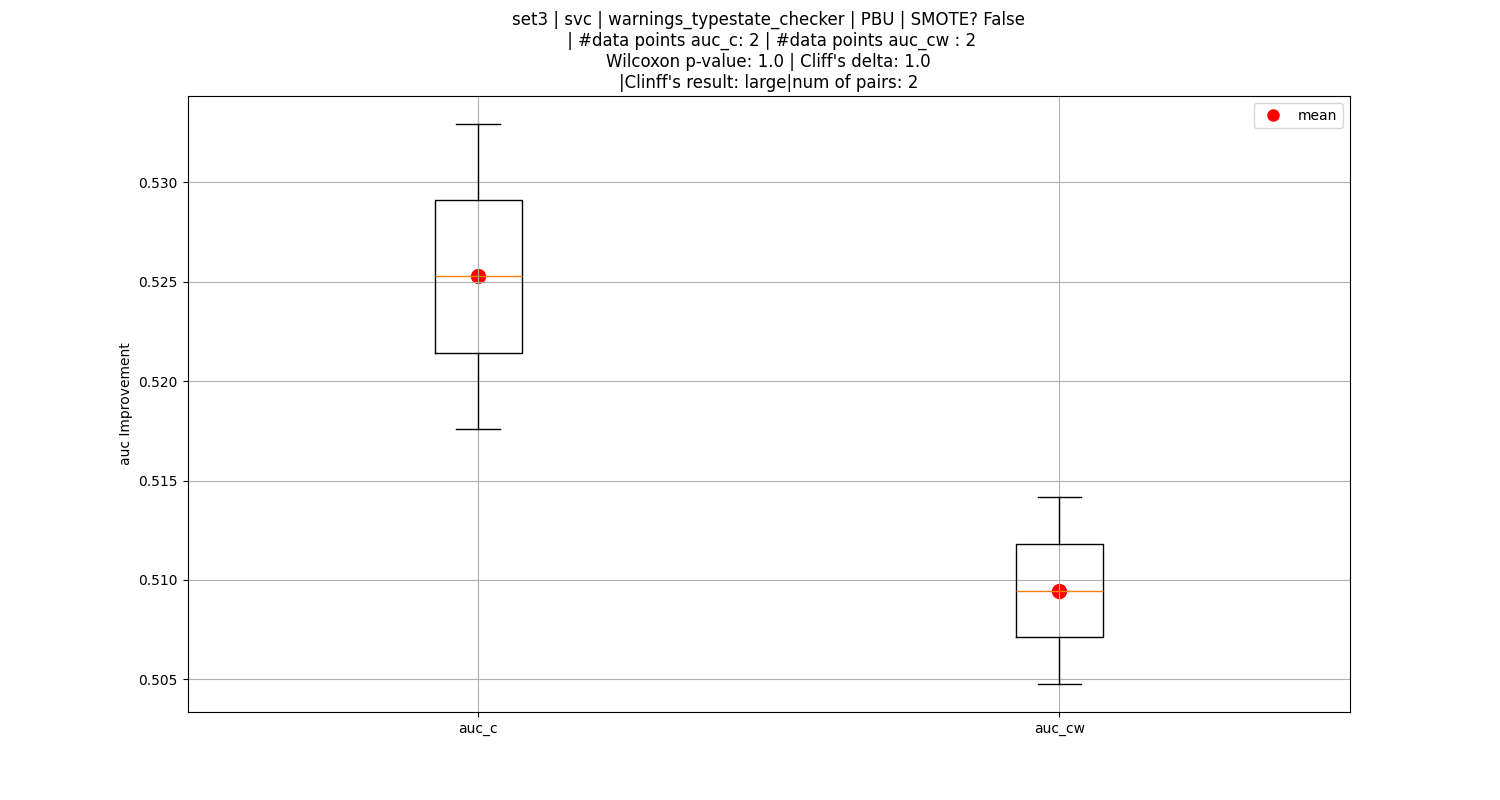 set3 | svc | warnings_typestate_checker | PBU | SMOTE? False
| #data points auc_c: 2 | #data points auc_cw : 2
Wilcoxon p-value: 1.0 | Cliff's delta: 1.0
|Clinff's result: large|num of pairs: 2
mean
0.530
0.525
0.520
0.515
0.510
0.505
auc Improvement
auc_c
auc_cw